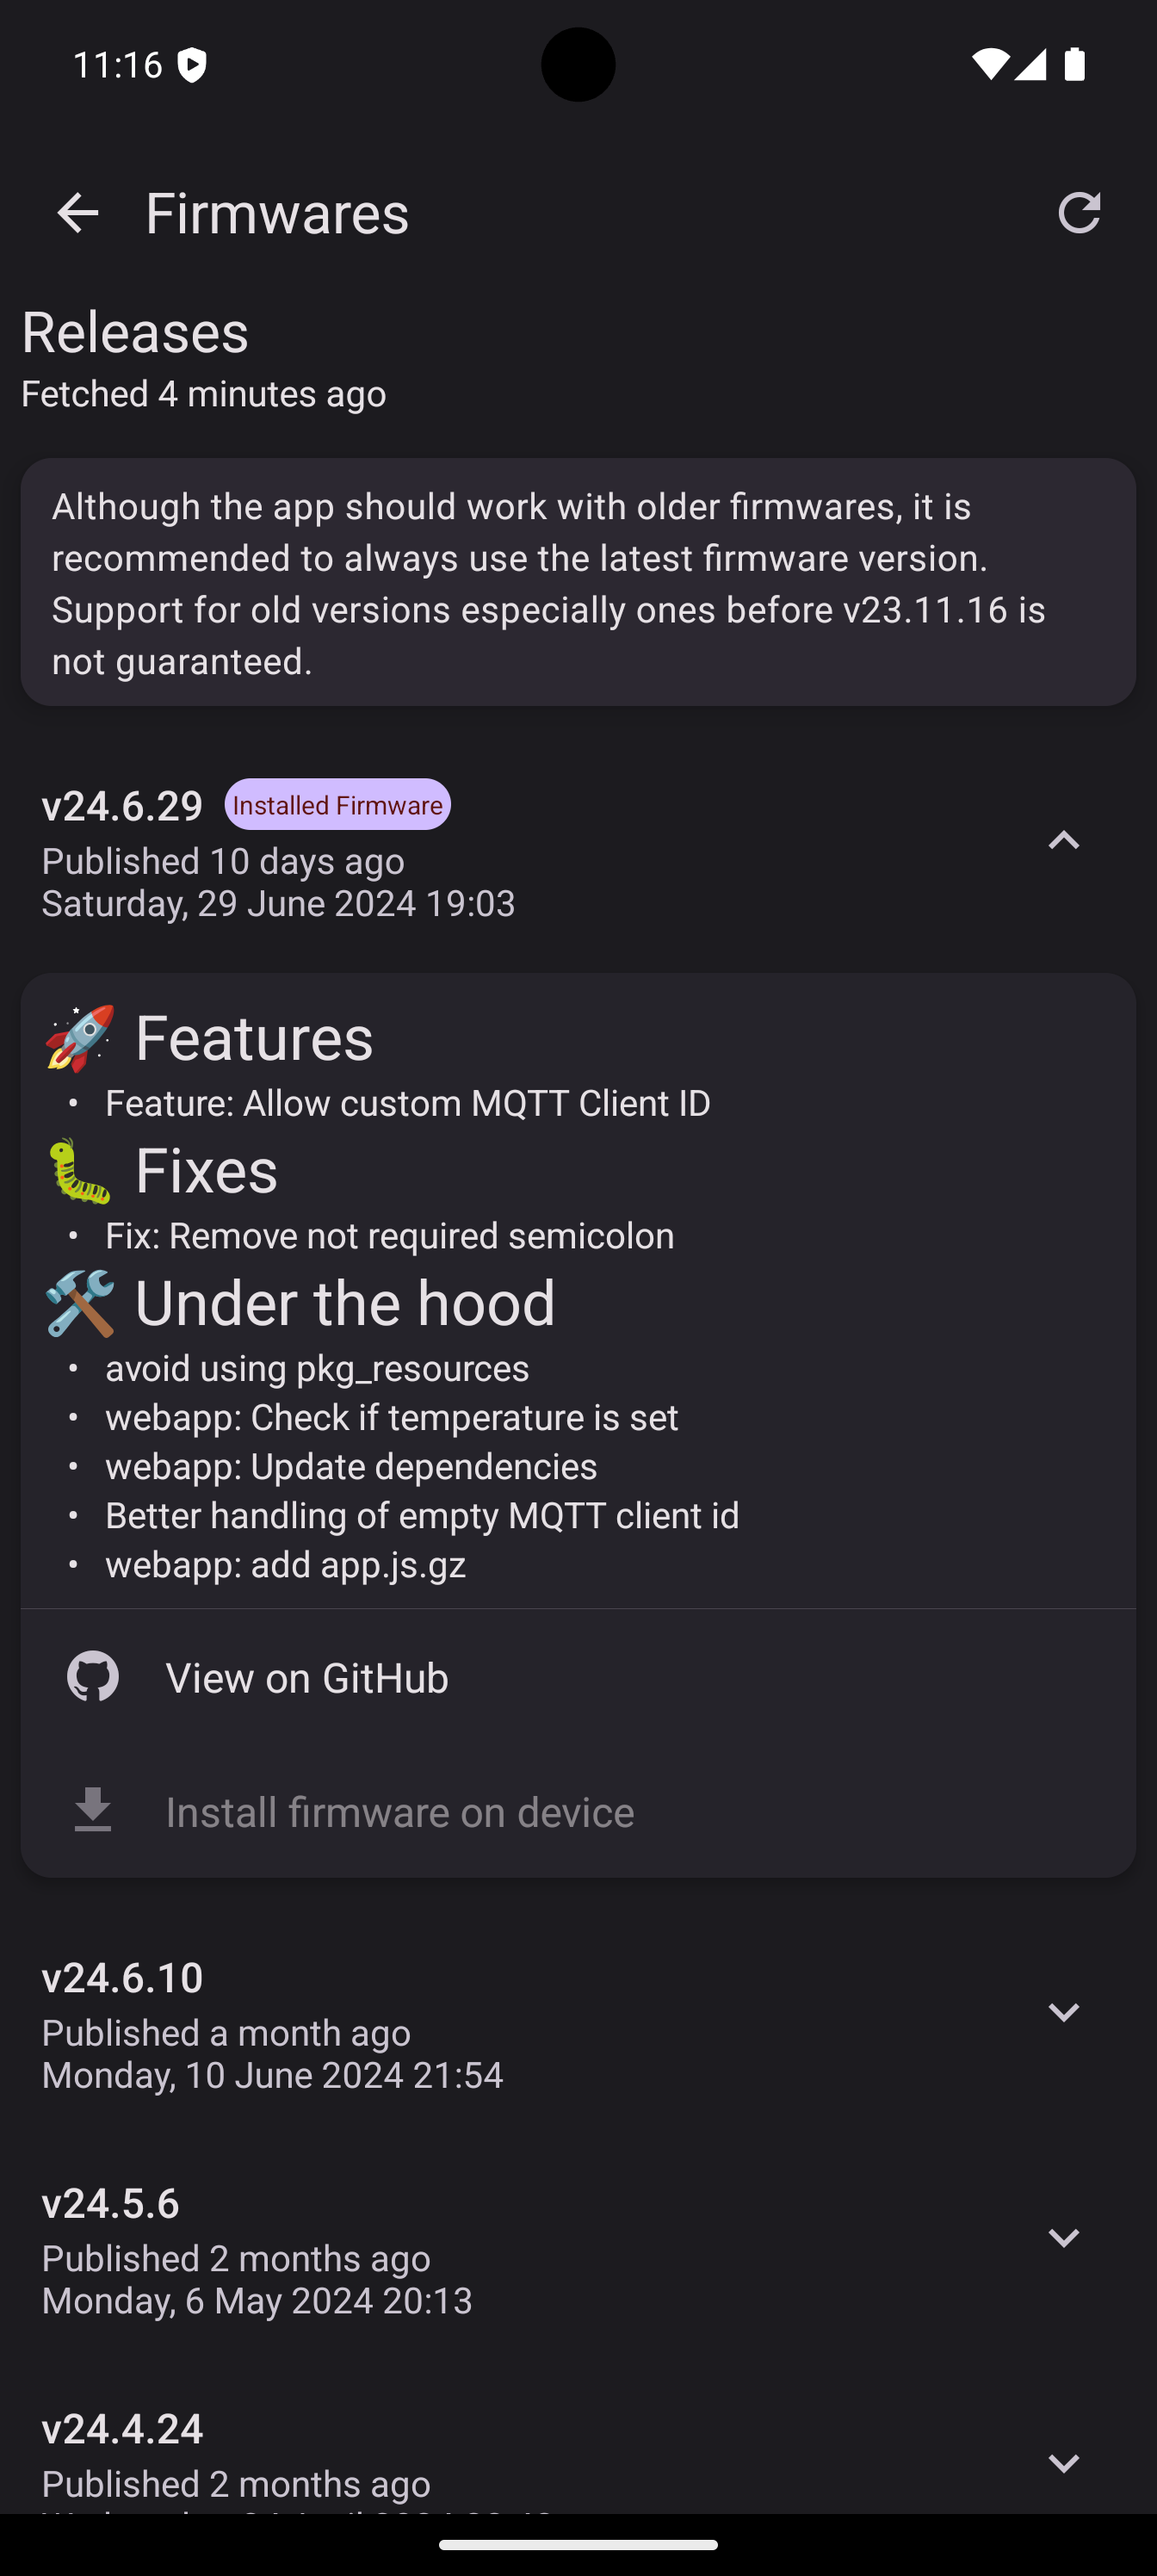 11:16
Firmwares
Releases
Fetched 4 minutes ago
Although the app should work with older firmwares, it is
recommended to always use the latest firmware version.
Support for old versions especially ones before v23.11.16 is
not guaranteed.
v24.6.29 Installed Firmware
Published 10 days ago
Saturday, 29 June 2024 19:03
🚀 Features
• Feature: Allow custom MQTT Client ID
🐛 Fixes
• Fix: Remove not required semicolon
🛠 Under the hood
• avoid using pkg_resources
• webapp: Check if temperature is set
• webapp: Update dependencies
• Better handling of empty MQTT client id
• webapp: add app.js.gz
View on GitHub
Install firmware on device
v24.6.10
Published a month ago
Monday, 10 June 2024 21:54
v24.5.6
Published 2 months ago
Monday, 6 May 2024 20:13
v24.4.24
Published 2 months ago